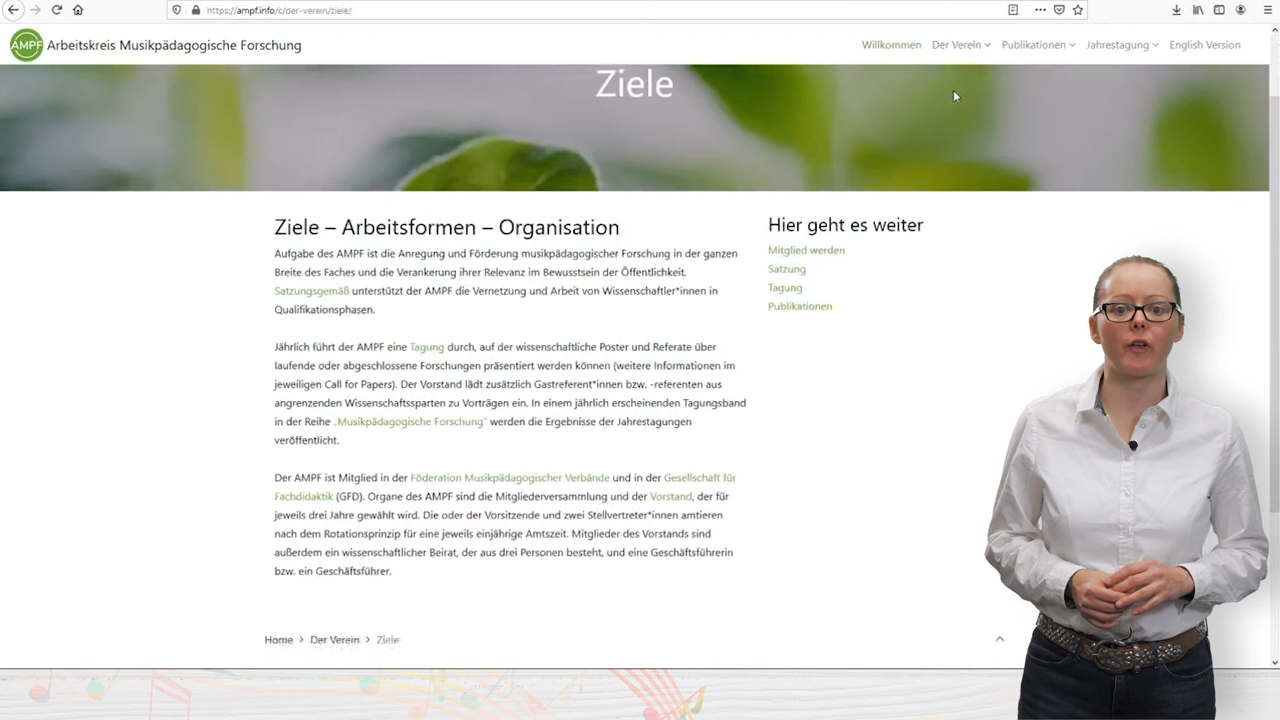 https://ampf.info/c/der-verein/ziele/
AMPF Arbeitskreis Musikpädagogische Forschung
Willkommen Der Verein Publikationen Jahrestagung English Version
Ziele
Ziele – Arbeitsformen – Organisation
Aufgabe des AMPF ist die Anregung und Förderung musikpädagogischer Forschung in der ganzen
Breite des Faches und die Verankerung ihrer Relevanz im Bewusstsein der Öffentlichkeit.
Satzungsgemäß unterstützt der AMPF die Vernetzung und Arbeit von Wissenschaftler*innen in
Qualifikationsphasen.
Jährlich führt der AMPF eine Tagung durch, auf der wissenschaftliche Poster und Referate über
laufende oder abgeschlossene Forschungen präsentiert werden können (weitere Informationen im
jeweiligen Call for Papers). Der Vorstand lädt zusätzlich Gastreferent*innen bzw. -referenten aus
angrenzenden Wissenschaftssparten zu Vorträgen ein. In einem jährlich erscheinenden Tagungsband
in der Reihe „Musikpädagogische Forschung“ werden die Ergebnisse der Jahrestagungen
veröffentlicht.
Der AMPF ist Mitglied in der Föderation Musikpädagogischer Verbände und in der Gesellschaft für
Fachdidaktik (GFD). Organe des AMPF sind die Mitgliederversammlung und der Vorstand, der für
jeweils drei Jahre gewählt wird. Die oder der Vorsitzende und zwei Stellvertreter*innen amtieren
nach dem Rotationsprinzip für eine jeweils einjährige Amtszeit. Mitglieder des Vorstands sind
außerdem ein wissenschaftlicher Beirat, der aus drei Personen besteht, und eine Geschäftsführerin
bzw. ein Geschäftsführer.
Hier geht es weiter
Mitglied werden
Satzung
Tagung
Publikationen
Home > Der Verein > Ziele